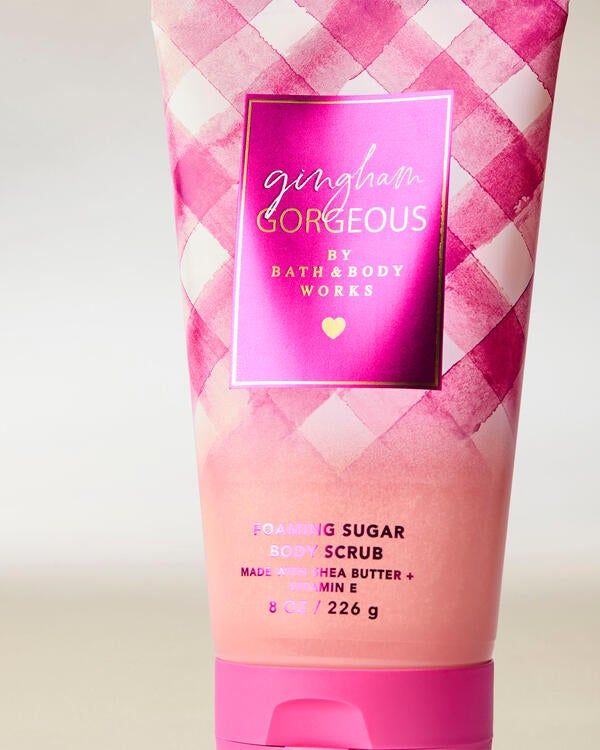 gingham
GORGEOUS
BY
BATH & BODY
WORKS
FOAMING SUGAR
BODY SCRUB
MADE WITH SHEA BUTTER +
VITAMIN E
8 OZ / 226 g